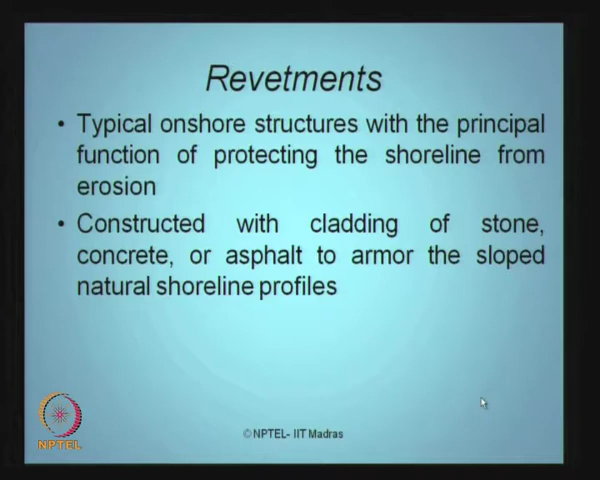 Revetments
• Typical onshore structures with the principal
function of protecting the shoreline from
erosion
• Constructed with cladding of stone,
concrete, or asphalt to armor the sloped
natural shoreline profiles
NPTEL
© NPTEL- IIT Madras